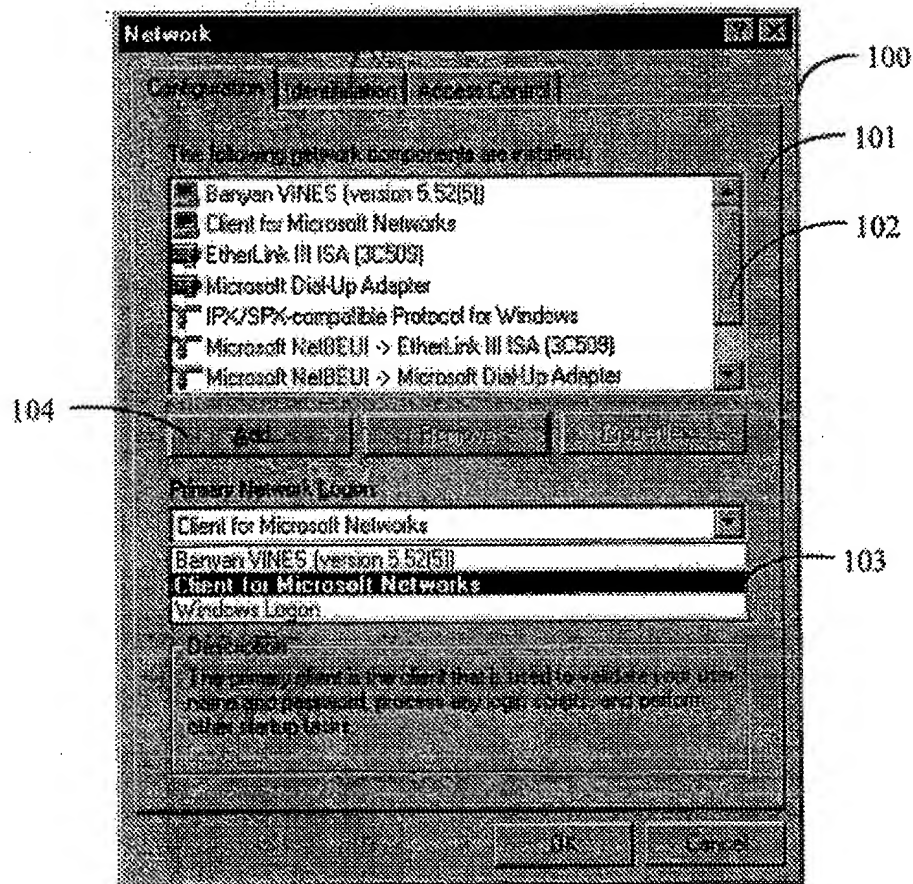 Network
100
Configuration Identification Access Control
101
The following network components are installed:
Banyan VINES (version 5.52(5))
Client for Microsoft Networks
102
EtherLink III ISA (3C509)
Microsoft Dial-Up Adapter
IPX/SPX-compatible Protocol for Windows
Microsoft NetBEUI -> EtherLink III ISA (3C509)
Microsoft NetBEUI -> Microsoft Dial-Up Adapter
104
Add... Remove Properties
Primary Network Logon:
Client for Microsoft Networks
Banyan VINES (version 5.52(5))
103
Client for Microsoft Networks
Windows Logon
Description
The primary client is the client that is used to validate your user
name and password, process any login scripts, and perform
other startup tasks.
OK Cancel